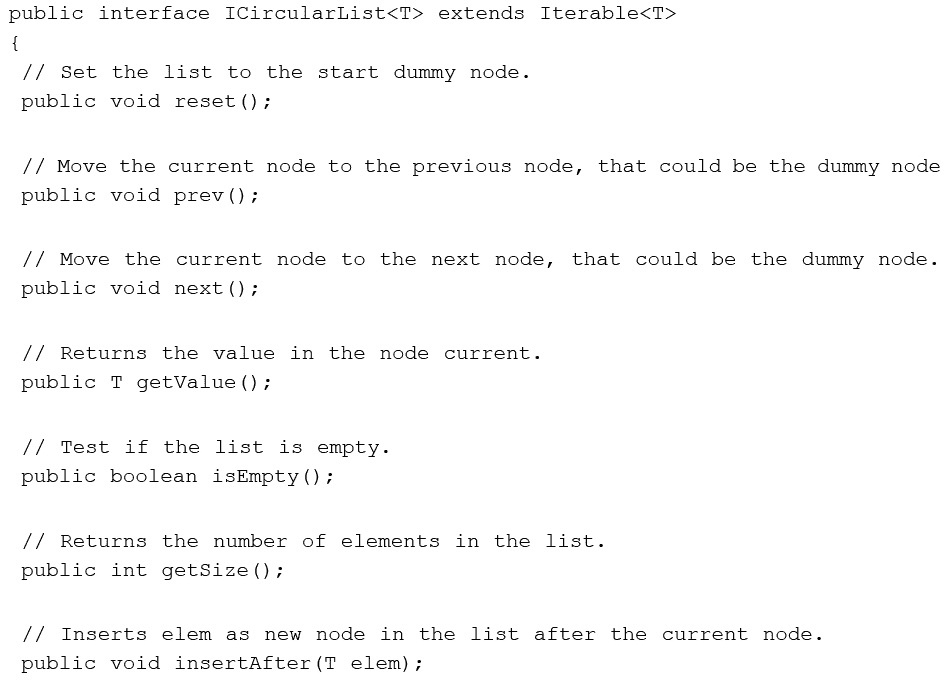 public interface ICircularList<T> extends Iterable<T>
{
// Set the list to the start dummy node.
public void reset();
// Move the current node to the previous node, that could be the dummy node
public void prev();
// Move the current node to the next node, that could be the dummy node.
public void next();
// Returns the value in the node current.
public T getValue();
// Test if the list is empty.
public boolean isEmpty();
// Returns the number of elements in the list.
public int getSize();
// Inserts elem as new node in the list after the current node.
public void insertAfter(T elem);